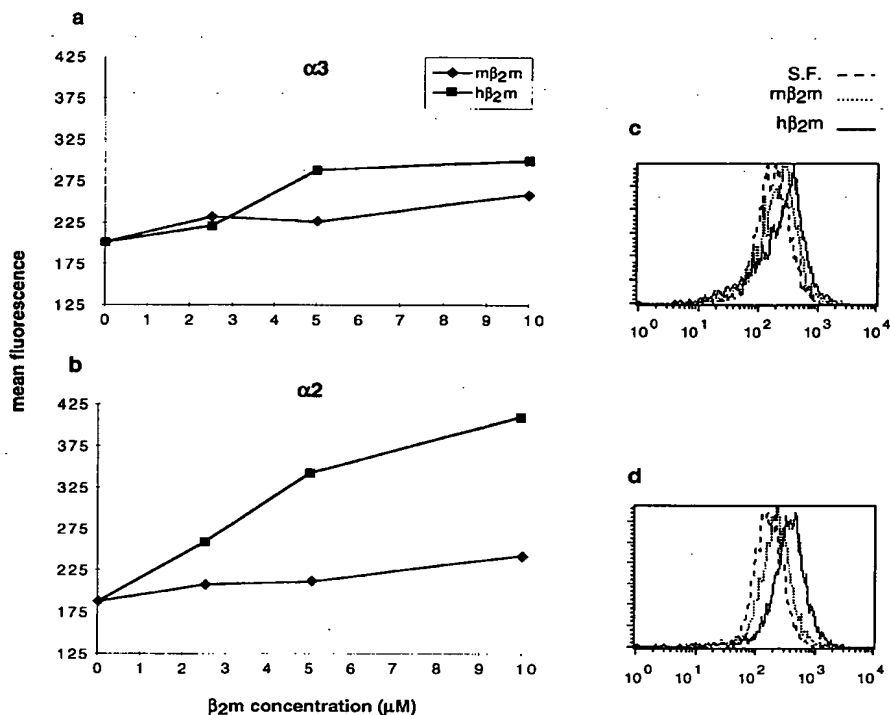 a
α3
425
375
325
275
225
175
125
0 1 2 3 4 5 6 7 8 9 10
mβ₂m
hβ₂m
mean fluorescence
b
α2
425
375
325
275
225
175
125
0 1 2 3 4 5 6 7 8 9 10
β₂m concentration (μM)
S.F.
mβ₂m
hβ₂m
c
10⁰ 10¹ 10² 10³ 10⁴
d
10⁰ 10¹ 10² 10³ 10⁴